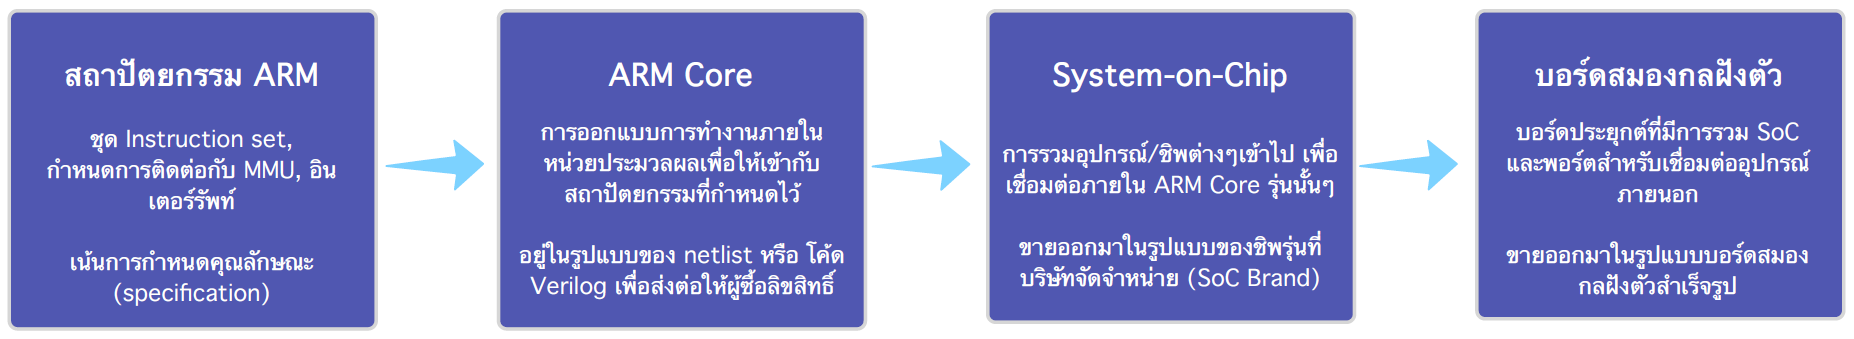 สถาปัตยกรรม ARM
ชุด Instruction set,
กำหนดการติดต่อกับ MMU, อิน
เตอร์รัพท์
เน้นการกำหนดคุณลักษณะ
(specification)
ARM Core
การออกแบบการทำงานภายใน
หน่วยประมวลผลเพื่อให้เข้ากับ
สถาปัตยกรรมที่กำหนดไว้
อยู่ในรูปแบบของ netlist หรือ โค้ด
Verilog เพื่อส่งต่อให้ผู้ซื้อลิขสิทธิ์
System-on-Chip
การรวมอุปกรณ์/ชิพต่างๆเข้าไป เพื่อ
เชื่อมต่อภายใน ARM Core รุ่นนั้นๆ
ขายออกมาในรูปแบบของชิพรุ่นที่
บริษัทจัดจำหน่าย (SoC Brand)
บอร์ดสมองกลฝังตัว
บอร์ดประยุกต์ที่มีการรวม SoC
และพอร์ตสำหรับเชื่อมต่ออุปกรณ์
ภายนอก
ขายออกมาในรูปแบบบอร์ดสมอง
กลฝังตัวสำเร็จรูป